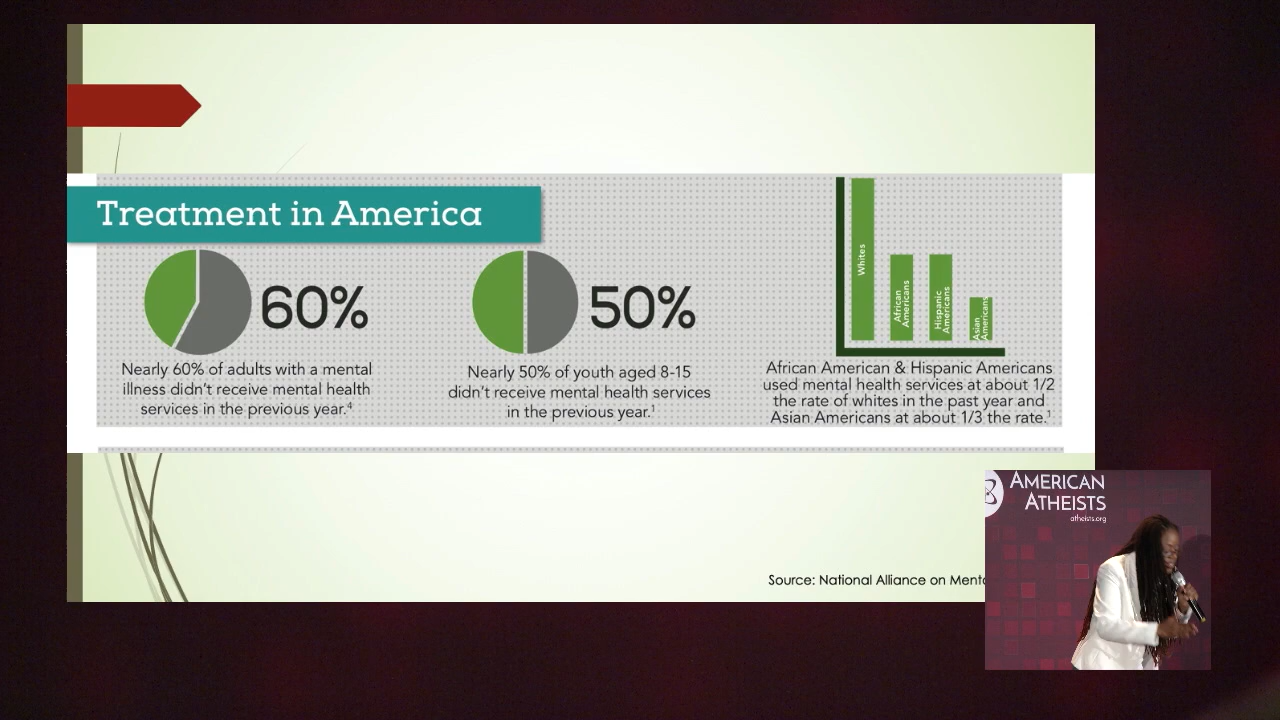 Treatment in America
60%
Nearly 60% of adults with a mental
illness didn't receive mental health
services in the previous year.⁴
50%
Nearly 50% of youth aged 8-15
didn't receive mental health services
in the previous year.¹
Whites
African
Americans
Hispanic
Americans
Asian
Americans
African American & Hispanic Americans
used mental health services at about 1/2
the rate of whites in the past year and
Asian Americans at about 1/3 the rate.¹
Source: National Alliance on
AMERICAN
ATHEISTS
atheists.org